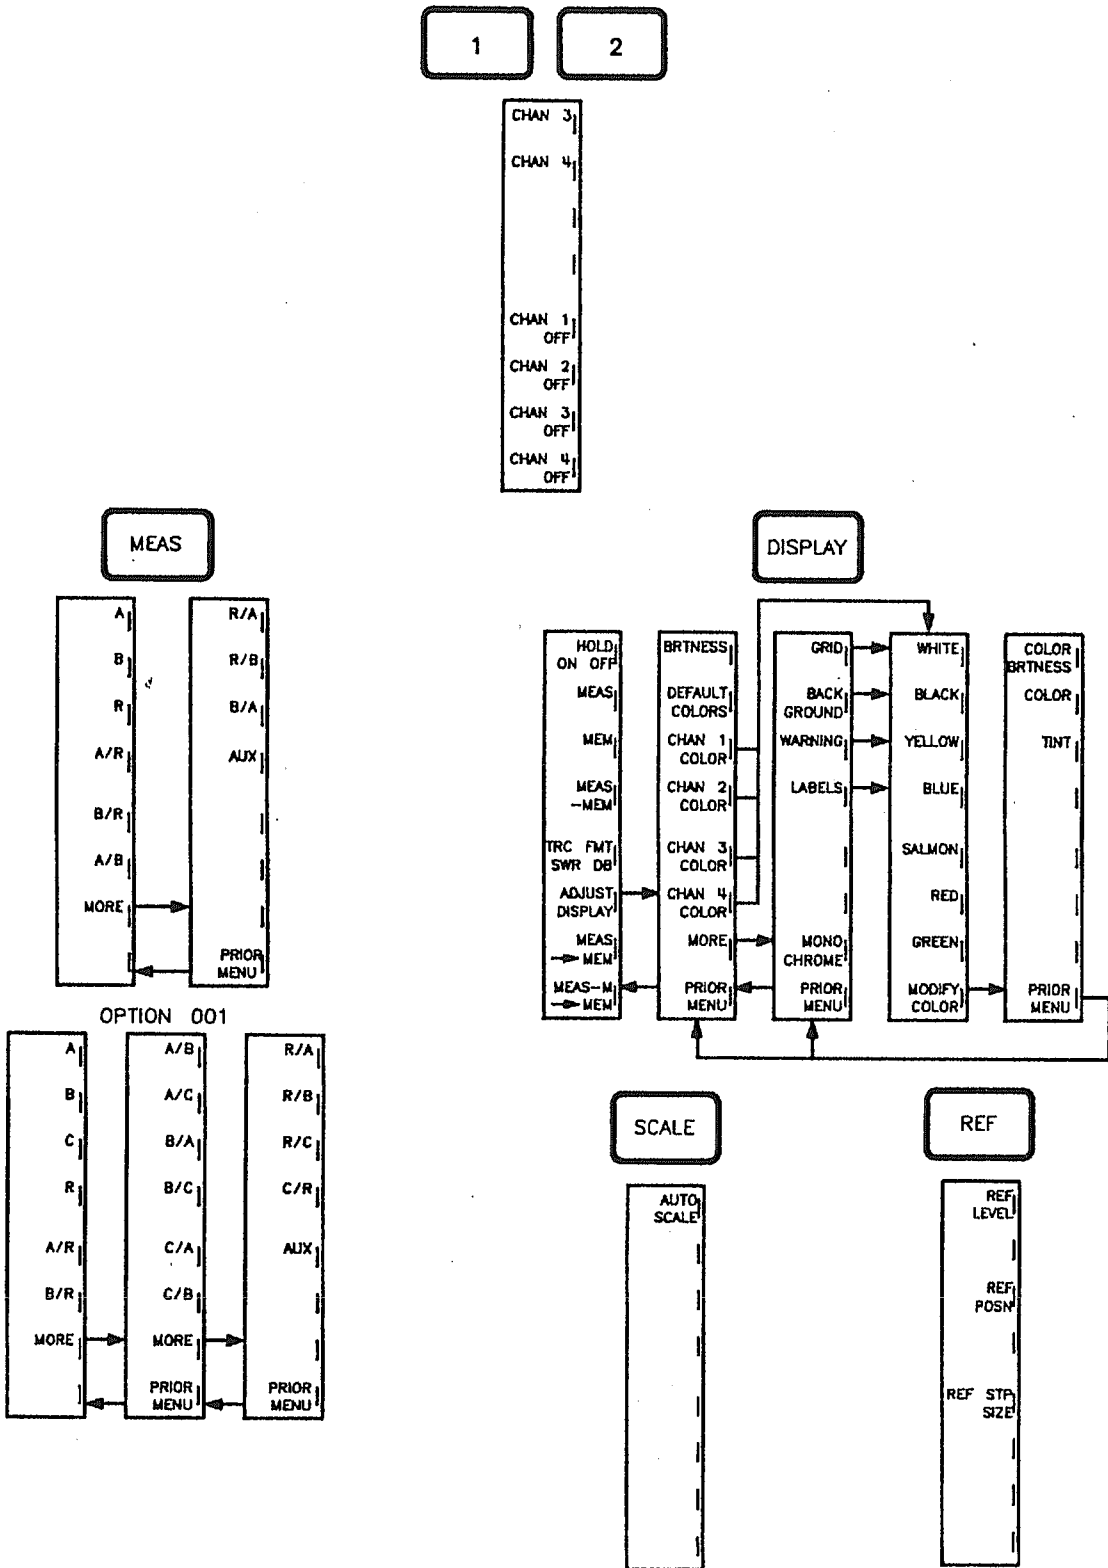 1
2
CHAN 3
CHAN 4
CHAN 1
OFF
CHAN 2
OFF
CHAN 3
OFF
CHAN 4
OFF
MEAS
A
B
R
A/R
B/R
A/B
MORE
R/A
R/B
B/A
AUX
PRIOR
MENU
DISPLAY
HOLD
ON OFF
MEAS
MEM
MEAS
-MEM
TRC FMT
SWR DB
ADJUST
DISPLAY
MEAS
→ MEM
MEAS-M
→ MEM
BRTNESS
DEFAULT
COLORS
CHAN 1
COLOR
CHAN 2
COLOR
CHAN 3
COLOR
CHAN 4
COLOR
MORE
PRIOR
MENU
GRID
BACK
GROUND
WARNING
LABELS
MONO
CHROME
PRIOR
MENU
WHITE
BLACK
YELLOW
BLUE
SALMON
RED
GREEN
MODIFY
COLOR
COLOR
BRTNESS
COLOR
TINT
PRIOR
MENU
OPTION 001
A
B
C
R
A/R
B/R
MORE
A/B
A/C
B/A
B/C
C/A
C/B
MORE
PRIOR
MENU
R/A
R/B
R/C
C/R
AUX
PRIOR
MENU
SCALE
AUTO
SCALE
REF
REF
LEVEL
REF
POSN
REF STP
SIZE